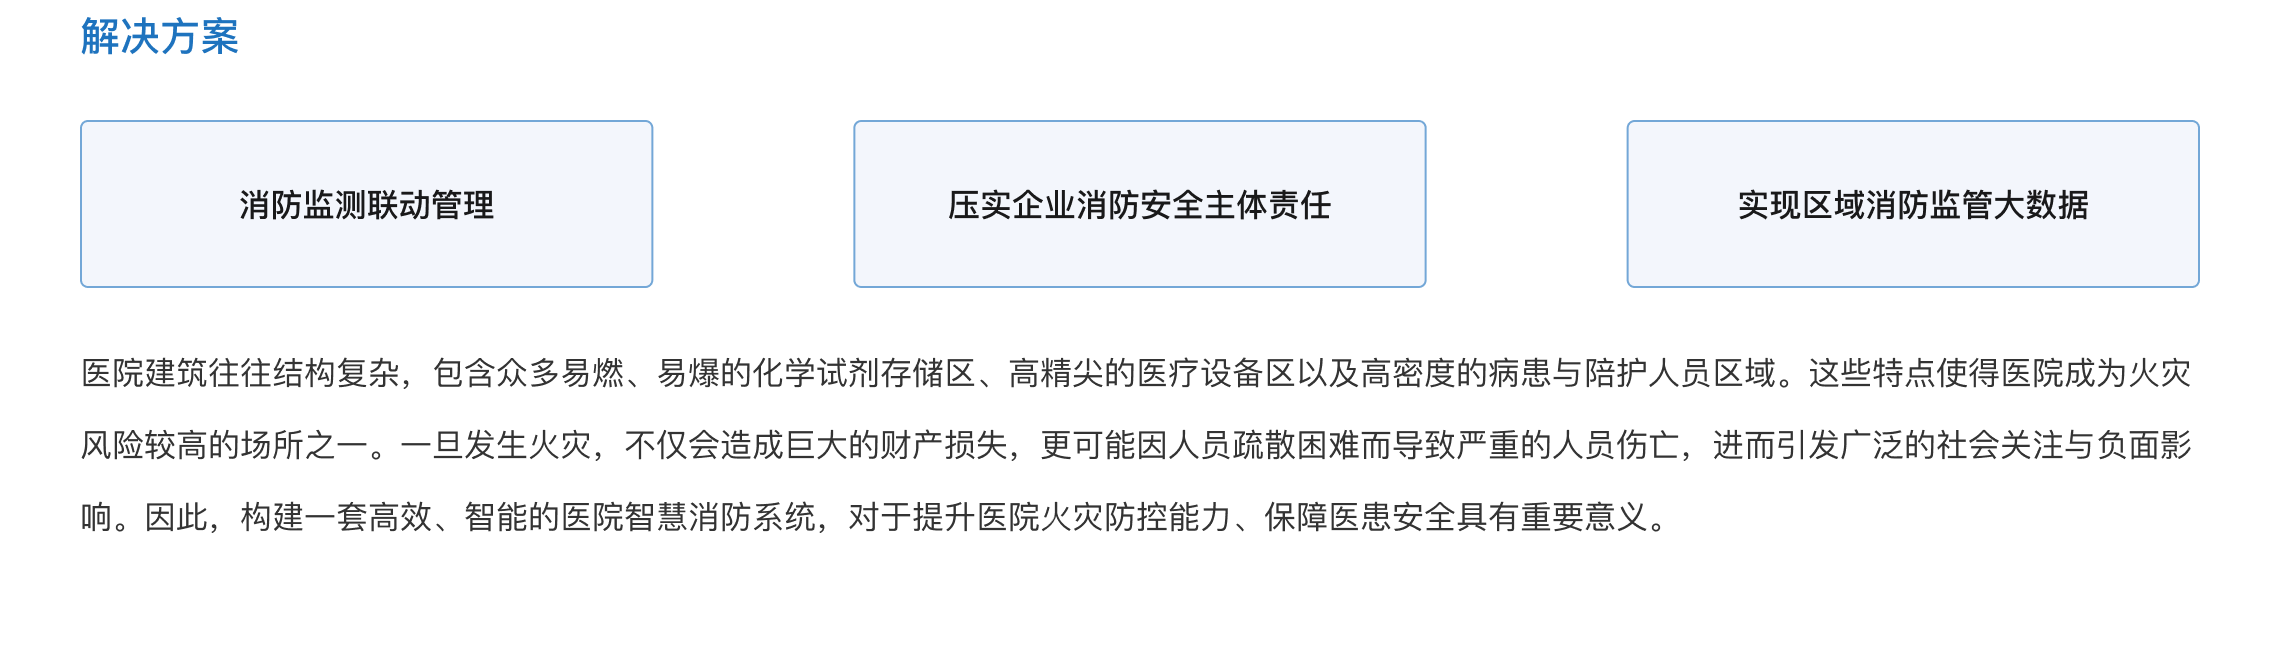 解决方案
消防监测联动管理
压实企业消防安全主体责任
实现区域消防监管大数据
医院建筑往往结构复杂，包含众多易燃、易爆的化学试剂存储区、高精尖的医疗设备区以及高密度的病患与陪护人员区域。这些特点使得医院成为火灾
风险较高的场所之一。一旦发生火灾，不仅会造成巨大的财产损失，更可能因人员疏散困难而导致严重的人员伤亡，进而引发广泛的社会关注与负面影
响。因此，构建一套高效、智能的医院智慧消防系统，对于提升医院火灾防控能力、保障医患安全具有重要意义。